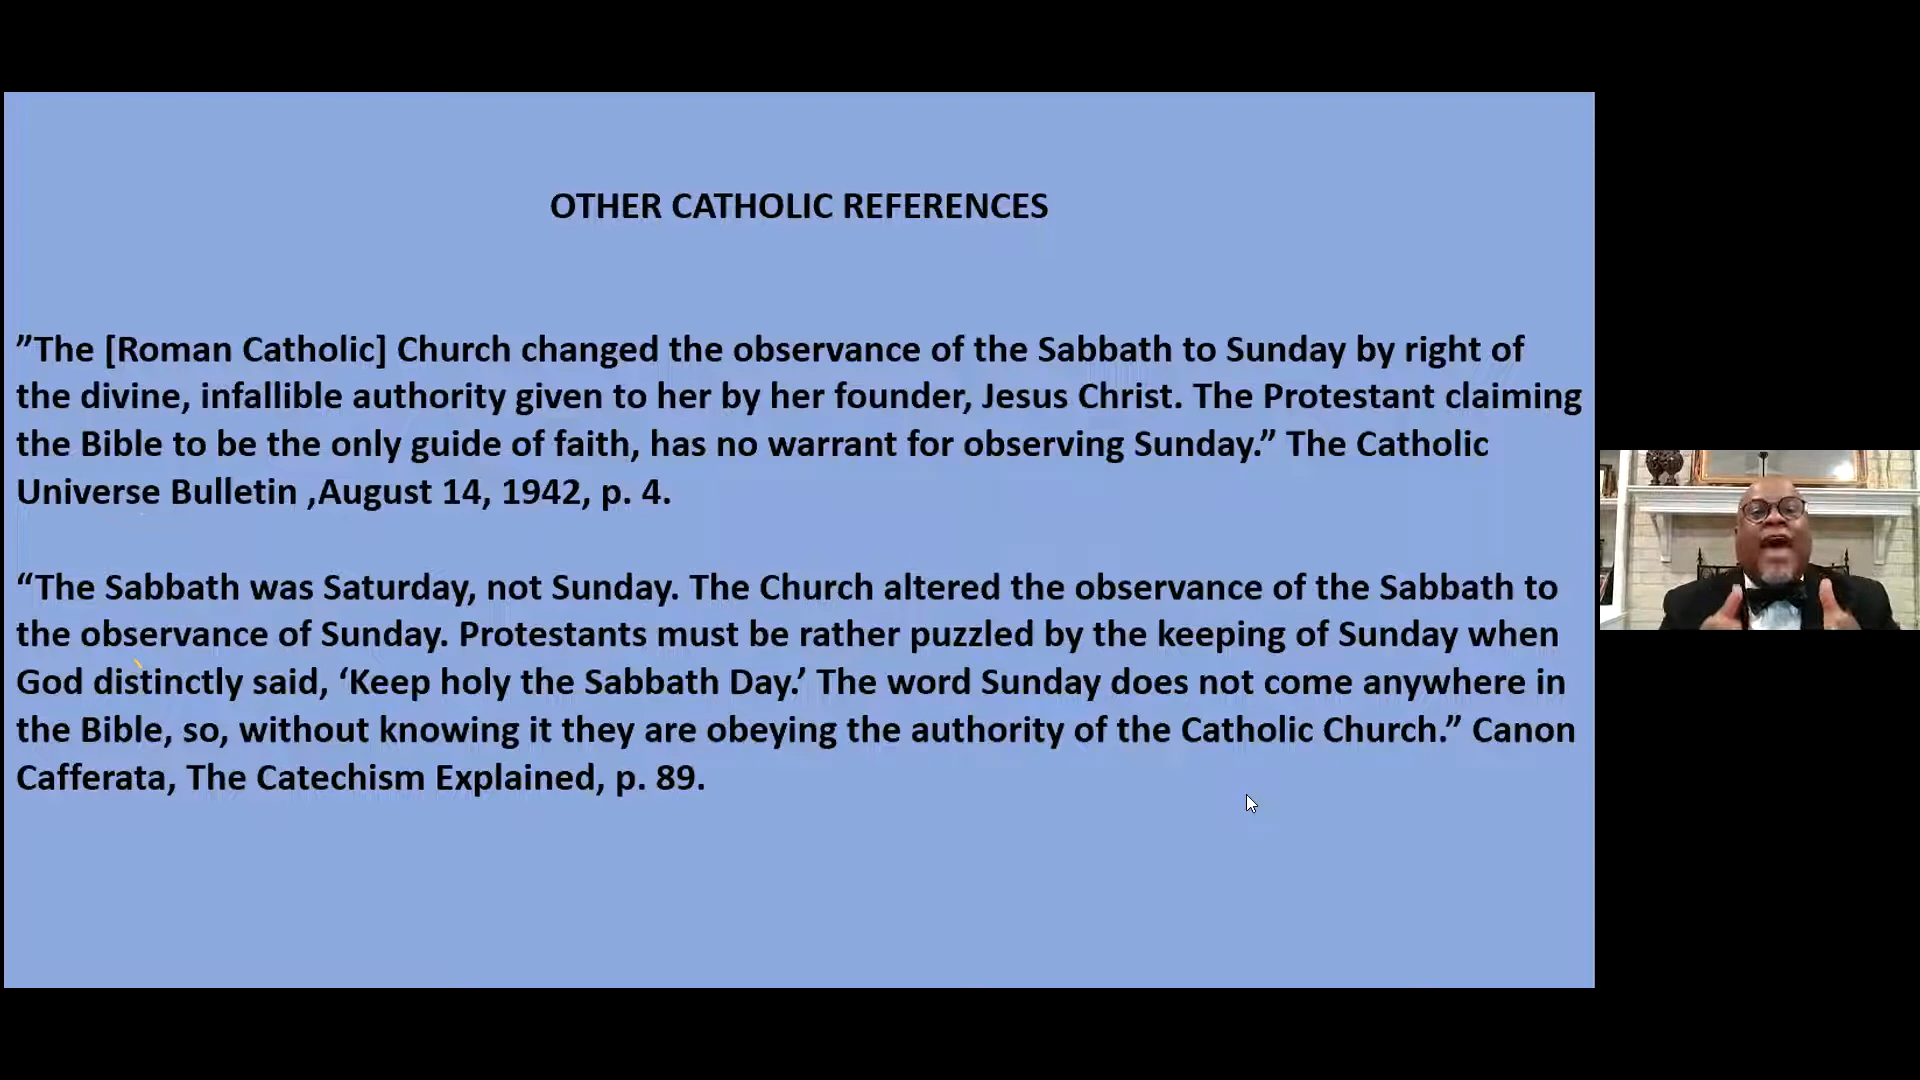 OTHER CATHOLIC REFERENCES
”The [Roman Catholic] Church changed the observance of the Sabbath to Sunday by right of
the divine, infallible authority given to her by her founder, Jesus Christ. The Protestant claiming
the Bible to be the only guide of faith, has no warrant for observing Sunday.” The Catholic
Universe Bulletin ,August 14, 1942, p. 4.
“The Sabbath was Saturday, not Sunday. The Church altered the observance of the Sabbath to
the observance of Sunday. Protestants must be rather puzzled by the keeping of Sunday when
God distinctly said, ‘Keep holy the Sabbath Day.’ The word Sunday does not come anywhere in
the Bible, so, without knowing it they are obeying the authority of the Catholic Church.” Canon
Cafferata, The Catechism Explained, p. 89.